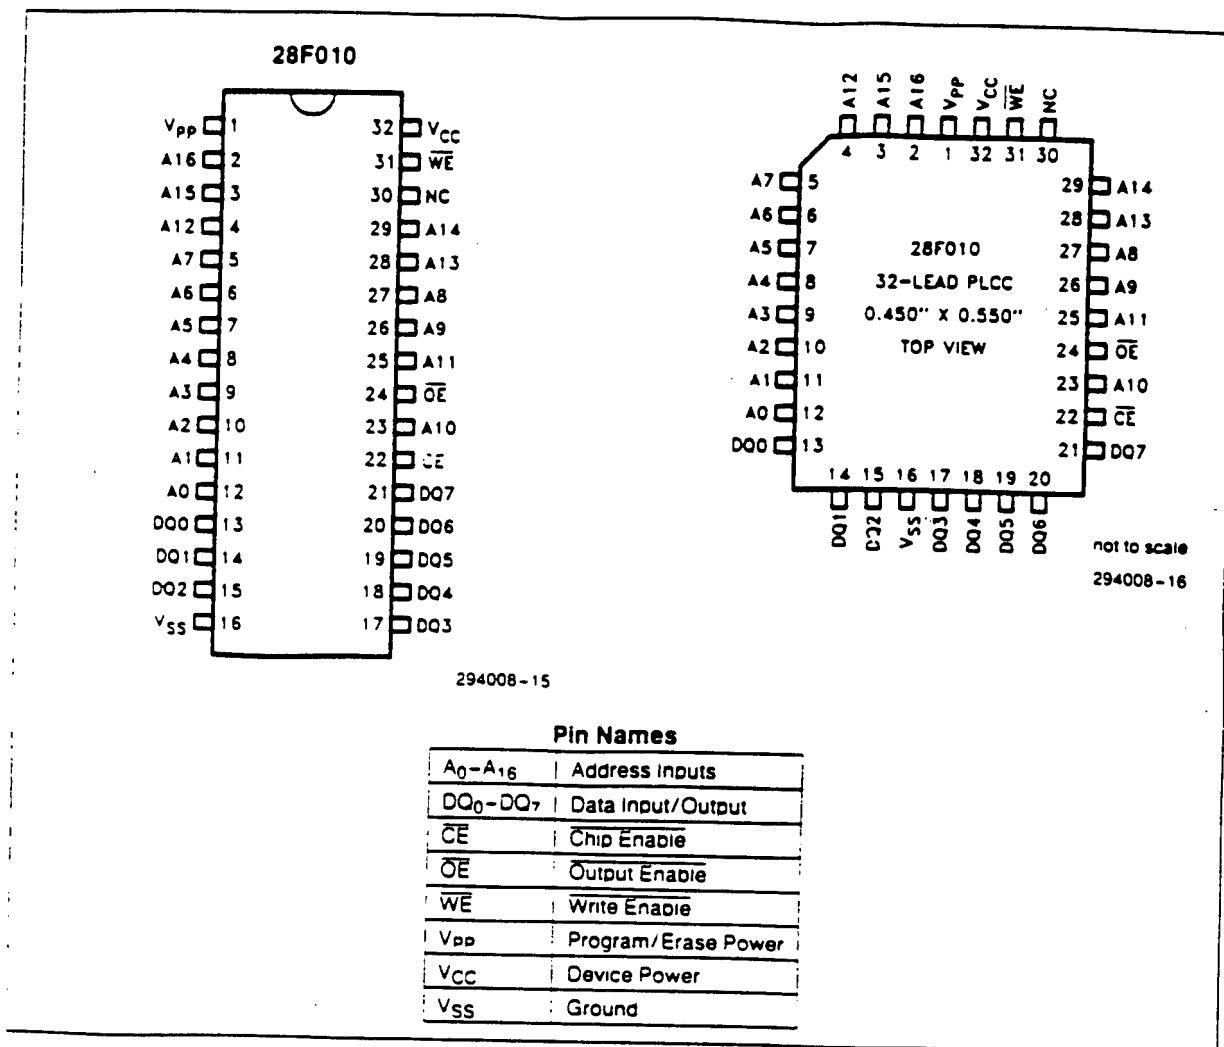 28F010
VPP 1 32 VCC
A16 2 31 WE
A15 3 30 NC
A12 4 29 A14
A7 5 28 A13
A6 6 27 A8
A5 7 26 A9
A4 8 25 A11
A3 9 24 OE
A2 10 23 A10
A1 11 22 CE
A0 12 21 DQ7
DQ0 13 20 DQ6
DQ1 14 19 DQ5
DQ2 15 18 DQ4
VSS 16 17 DQ3
294008-15
A12 A15 A16 VPP VCC WE NC
4 3 2 1 32 31 30
A7 5 29 A14
A6 6 28 A13
A5 7 28F010 27 A8
A4 8 32-LEAD PLCC 26 A9
A3 9 0.450" X 0.550" 25 A11
A2 10 TOP VIEW 24 OE
A1 11 23 A10
A0 12 22 CE
DQ0 13 21 DQ7
14 15 16 17 18 19 20
DQ1 DQ2 VSS DQ3 DQ4 DQ5 DQ6
not to scale
294008-16
Pin Names
A0-A16 Address Inputs
DQ0-DQ7 Data Input/Output
CE Chip Enable
OE Output Enable
WE Write Enable
VPP Program/Erase Power
VCC Device Power
VSS Ground